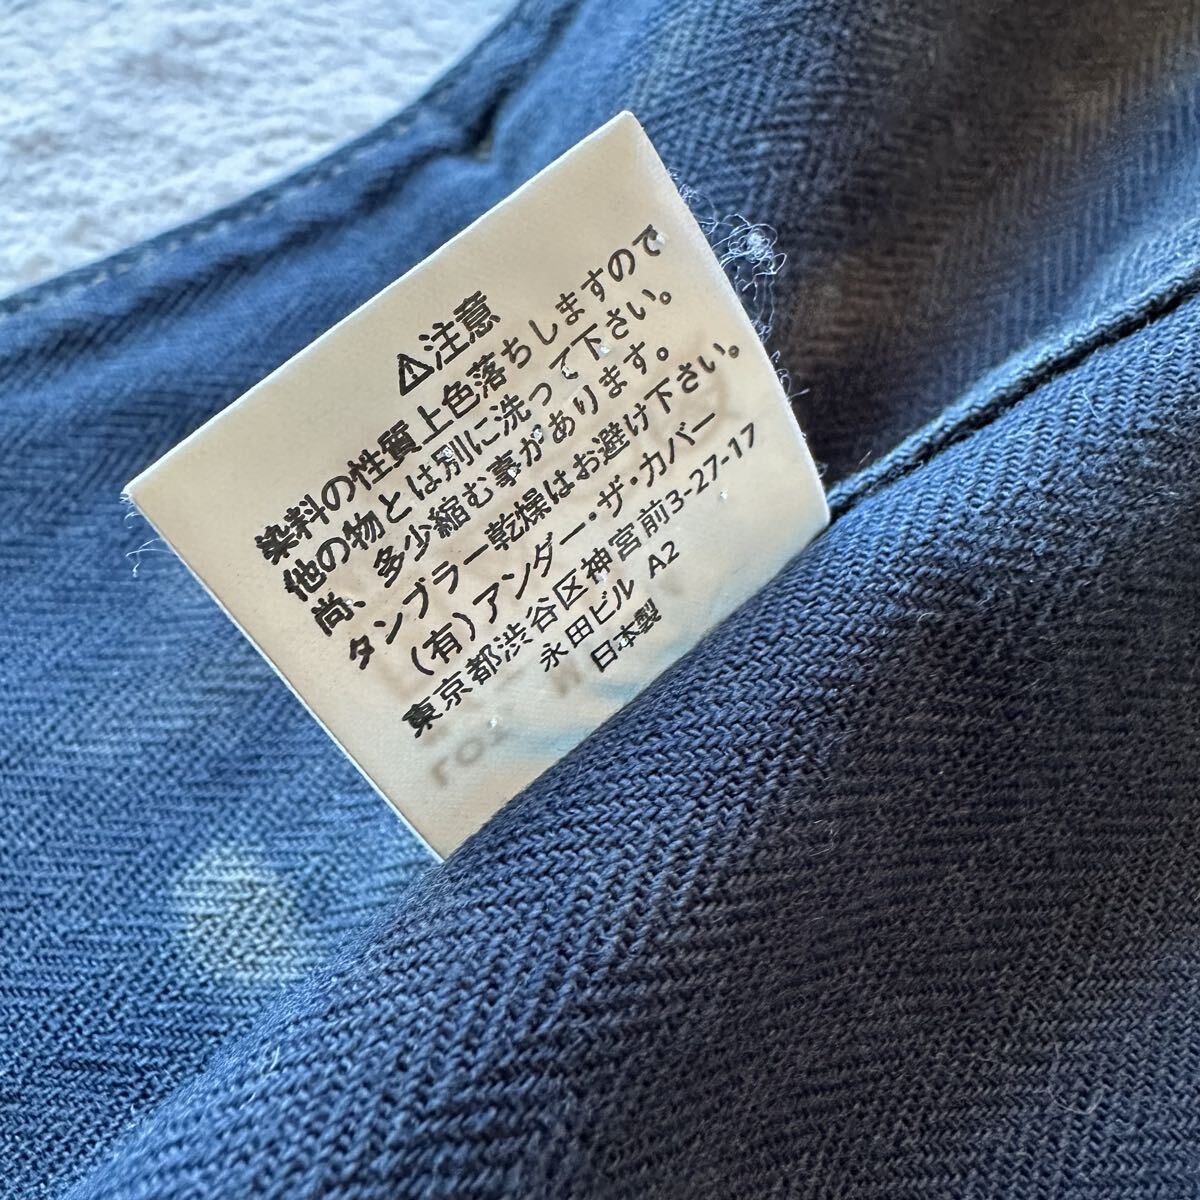 ⚠注意
染料の性質上色落ちしますので
他の物とは別に洗って下さい。
尚、多少縮む事があります。
タンブラー乾燥はお避け下さい。
(有)アンダー・ザ・カバー
東京都渋谷区神宮前3-27-17
永田ビル A2
日本製